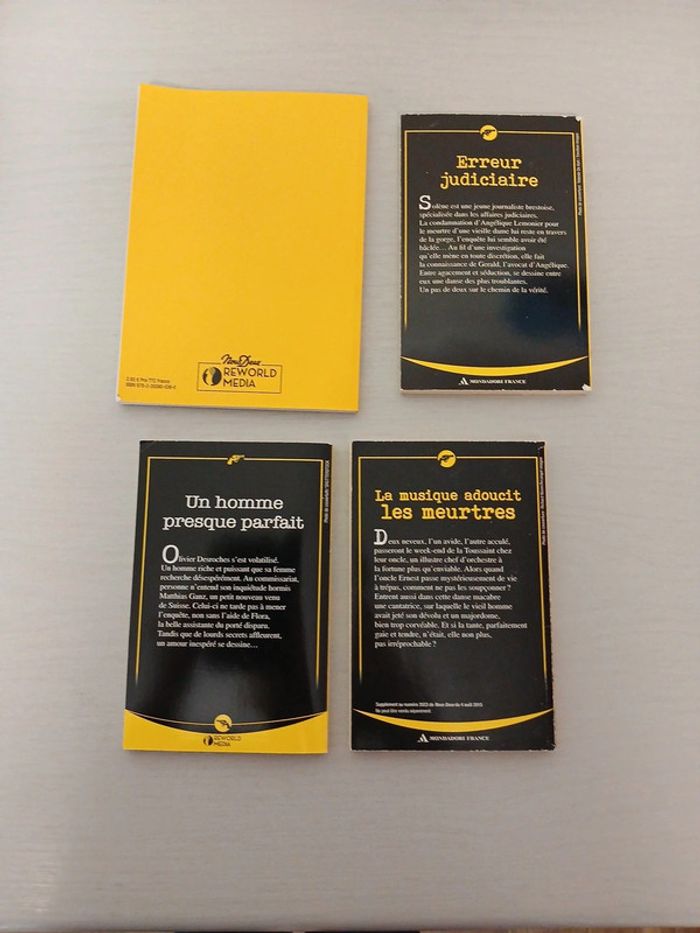 Nous Deux
REWORLD
MEDIA
Erreur
judiciaire
Solène est une jeune journaliste brestoise,
spécialisée dans les affaires judiciaires.
La condamnation d'Angélique Lemonier pour
le meurtre d'une vieille dame lui reste en travers
de la gorge, l'enquête lui semble avoir été
bâclée... Au fil d'une investigation
qu'elle mène en toute discrétion, elle fait
la connaissance de Gerald, l'avocat d'Angélique.
Entre agacement et séduction, se dessine entre
eux une danse des plus troublantes.
Un pas de deux sur le chemin de la vérité.
MONDADORI FRANCE
Un homme
presque parfait
Olivier Desroches s'est volatilisé.
Un homme riche et puissant que sa femme
recherche désespérément. Au commissariat,
personne n'entend son inquiétude hormis
Matthias Ganz, un petit nouveau venu
de Suisse. Celui-ci ne tarde pas à mener
l'enquête, non sans l'aide de Flora,
la belle assistante du porté disparu.
Tandis que de lourds secrets affleurent,
un amour inespéré se dessine...
REWORLD
MEDIA
La musique adoucit
les meurtres
Deux neveux, l'un avide, l'autre acculé,
passeront le week-end de la Toussaint chez
leur oncle, un illustre chef d'orchestre à
la fortune plus qu'enviable. Alors quand
l'oncle Ernest passe mystérieusement de vie
à trépas, comment ne pas les soupçonner ?
Entrent aussi dans cette danse macabre
une cantatrice, sur laquelle le vieil homme
avait jeté son dévolu et un majordome,
bien trop corvéable. Et si la tante, parfaitement
gaie et tendre, n'était, elle non plus,
pas irréprochable ?
Ne peut être vendu séparément.
MONDADORI FRANCE